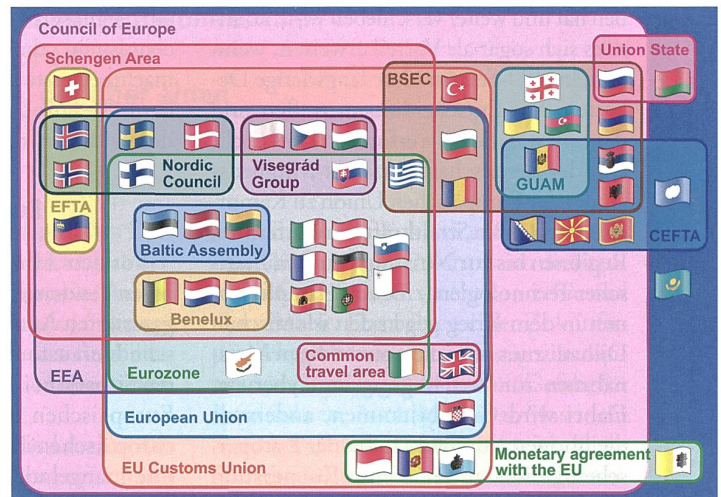 Council of Europe
Schengen Area
Union State
BSEC
Nordic
Council
Visegrád
Group
GUAM
EFTA
CEFTA
Baltic Assembly
Benelux
Common
travel area
EEA
Eurozone
European Union
EU Customs Union
Monetary agreement
with the EU